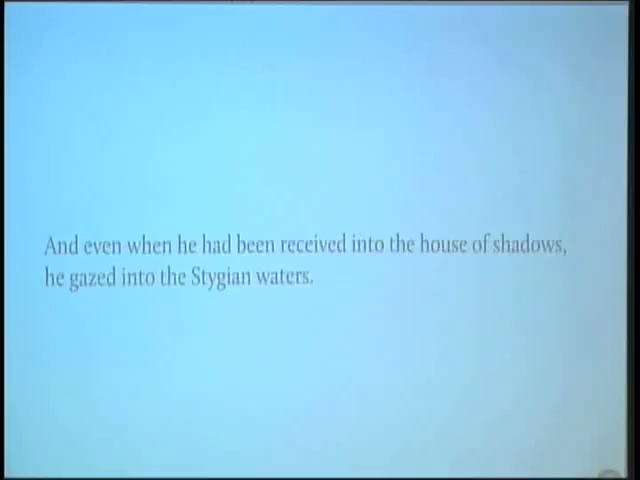 And even when he had been received into the house of shadows,
he gazed into the Stygian waters.